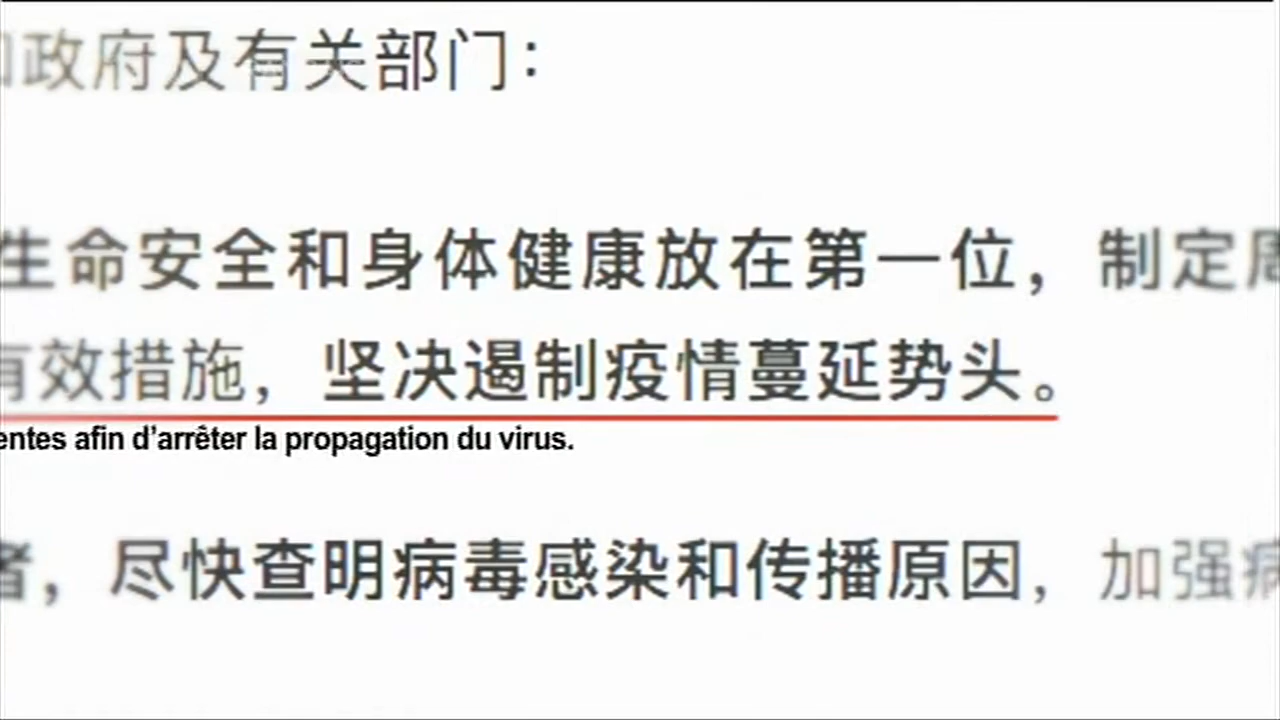 政府及有关部门：
生命安全和身体健康放在第一位，制定周
有效措施，坚决遏制疫情蔓延势头。
entes afin d’arrêter la propagation du virus.
者，尽快查明病毒感染和传播原因，加强病